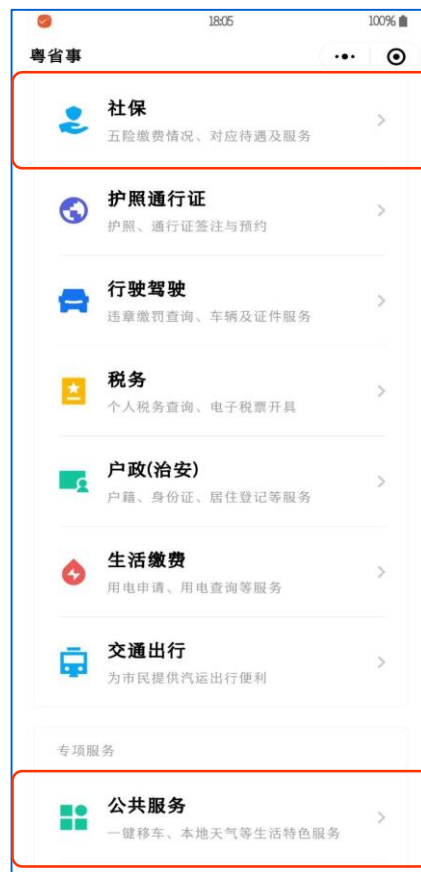 18:05
100%
粤省事
社保
五险缴费情况、对应待遇及服务
护照通行证
护照、通行证签注与预约
行驶驾驶
违章缴罚查询、车辆及证件服务
税务
个人税务查询、电子税票开具
户政(治安)
户籍、身份证、居住登记等服务
生活缴费
用电申请、用电查询等服务
交通出行
为市民提供汽运出行便利
专项服务
公共服务
一键移车、本地天气等生活特色服务